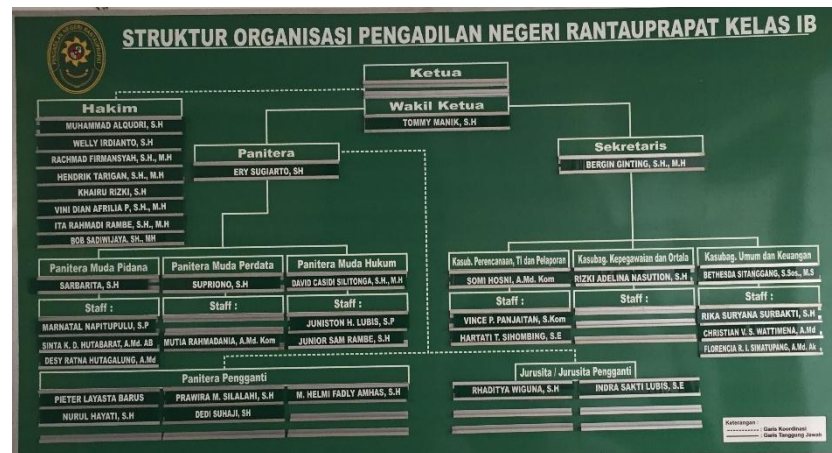 STRUKTUR ORGANISASI PENGADILAN NEGERI RANTAUPRAPAT KELAS IB
Ketua
Wakil Ketua
TOMMY MANIK, S.H
Hakim
MUHAMMAD ALQUDRI, S.H
WELLY IRDIANTO, S.H
RACHMAD FIRMANSYAH, S.H., M.H
HENDRIK TARIGAN, S.H., M.H
KHAIRU RIZKI, S.H
VINI DIAN AFRILIA P, S.H., M.H
ITA RAHMADI RAMBE, S.H., M.H
BOB SADIWIJAYA, SH., MH
Panitera
ERY SUGIARTO, SH
Sekretaris
BERGIN GINTING, S.H., M.H
Panitera Muda Pidana
SARBARITA, S.H
Staff :
MARNATAL NAPITUPULU, S.P
SINTA K. D. HUTABARAT, A.Md. AB
DESY RATNA HUTAGALUNG, A.Md
Panitera Muda Perdata
SUPRIONO, S.H
Staff :
MUTIA RAHMADANIA, A.Md. Kom
Panitera Muda Hukum
DAVID CASIDI SILITONGA, S.H., M.H
Staff :
JUNISTON H. LUBIS, S.P
JUNIOR SAM RAMBE, S.H
Kasub. Perencanaan, TI dan Pelaporan
SOMI HOSNI, A.Md. Kom
Staff :
VINCE P. PANJAITAN, S.Kom
HARTATI T. SIHOMBING, S.E
Kasubag. Kepegawaian dan Ortala
RIZKI ADELINA NASUTION, S.H
Staff :
Kasubag. Umum dan Keuangan
BETHESDA SITANGGANG, S.Sos., M.S
Staff :
RIKA SURYANA SURBAKTI, S.H
CHRISTIAN V. S. WATTIMENA, A.Md
FLORENCIA R. I. SIMATUPANG, A.Md. Ak
Panitera Pengganti
PIETER LAYASTA BARUS
PRAWIRA M. SILALAHI, S.H
M. HELMI FADLY AMHAS, S.H
NURUL HAYATI, S.H
DEDI SUHAJI, SH
Jurusita / Jurusita Pengganti
RHADITYA WIGUNA, S.H
INDRA SAKTI LUBIS, S.E
Keterangan :
: Garis Koordinasi
: Garis Tanggung Jawab